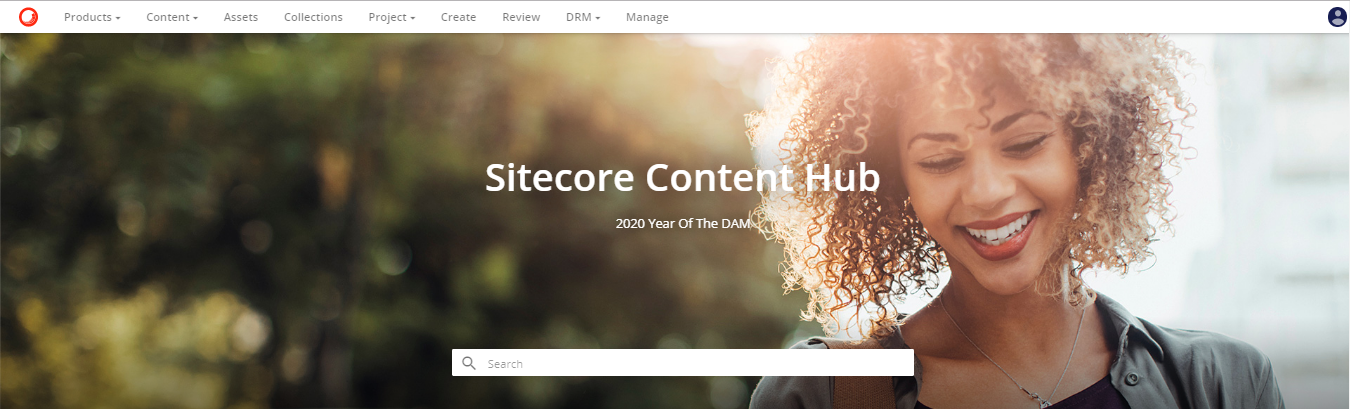 Products Content Assets Collections Project Create Review DRM Manage
Sitecore Content Hub
2020 Year Of The DAM
Search